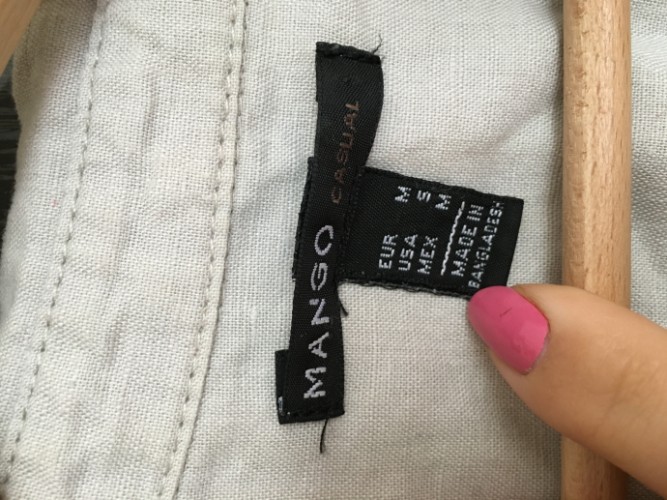 MANGO CASUAL
EUR M
USA S
MEX M
MADE IN
BANGLADESH